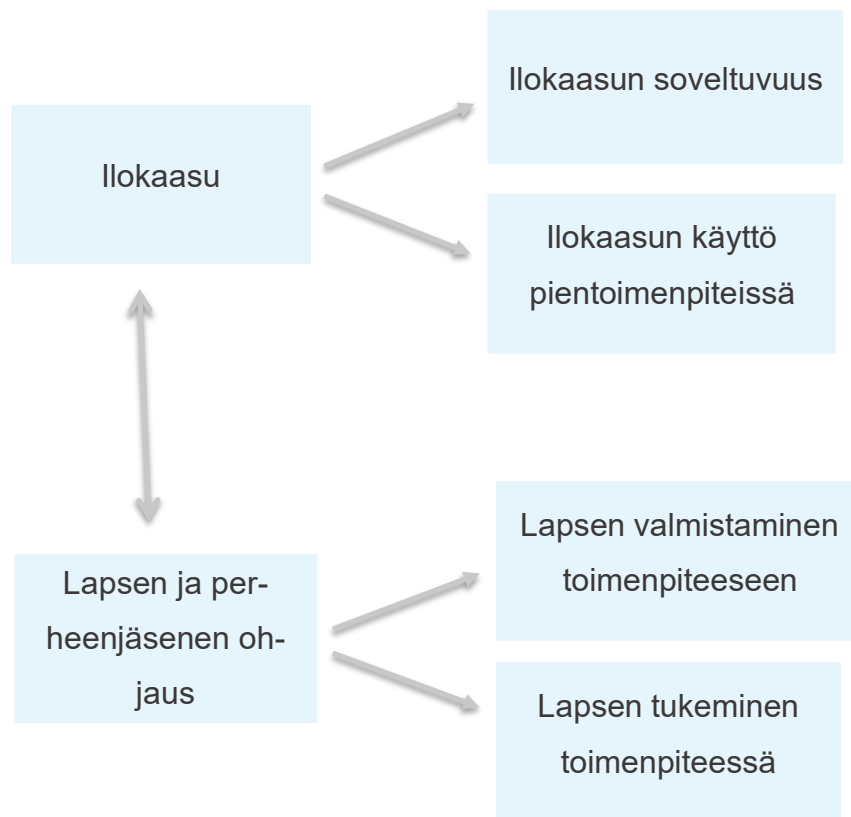 Ilokaasun soveltuvuus
Ilokaasu
Ilokaasun käyttö
pientoimenpiteissä
Lapsen valmistaminen
toimenpiteeseen
Lapsen ja per-
heenjäsenen oh-
jaus
Lapsen tukeminen
toimenpiteessä